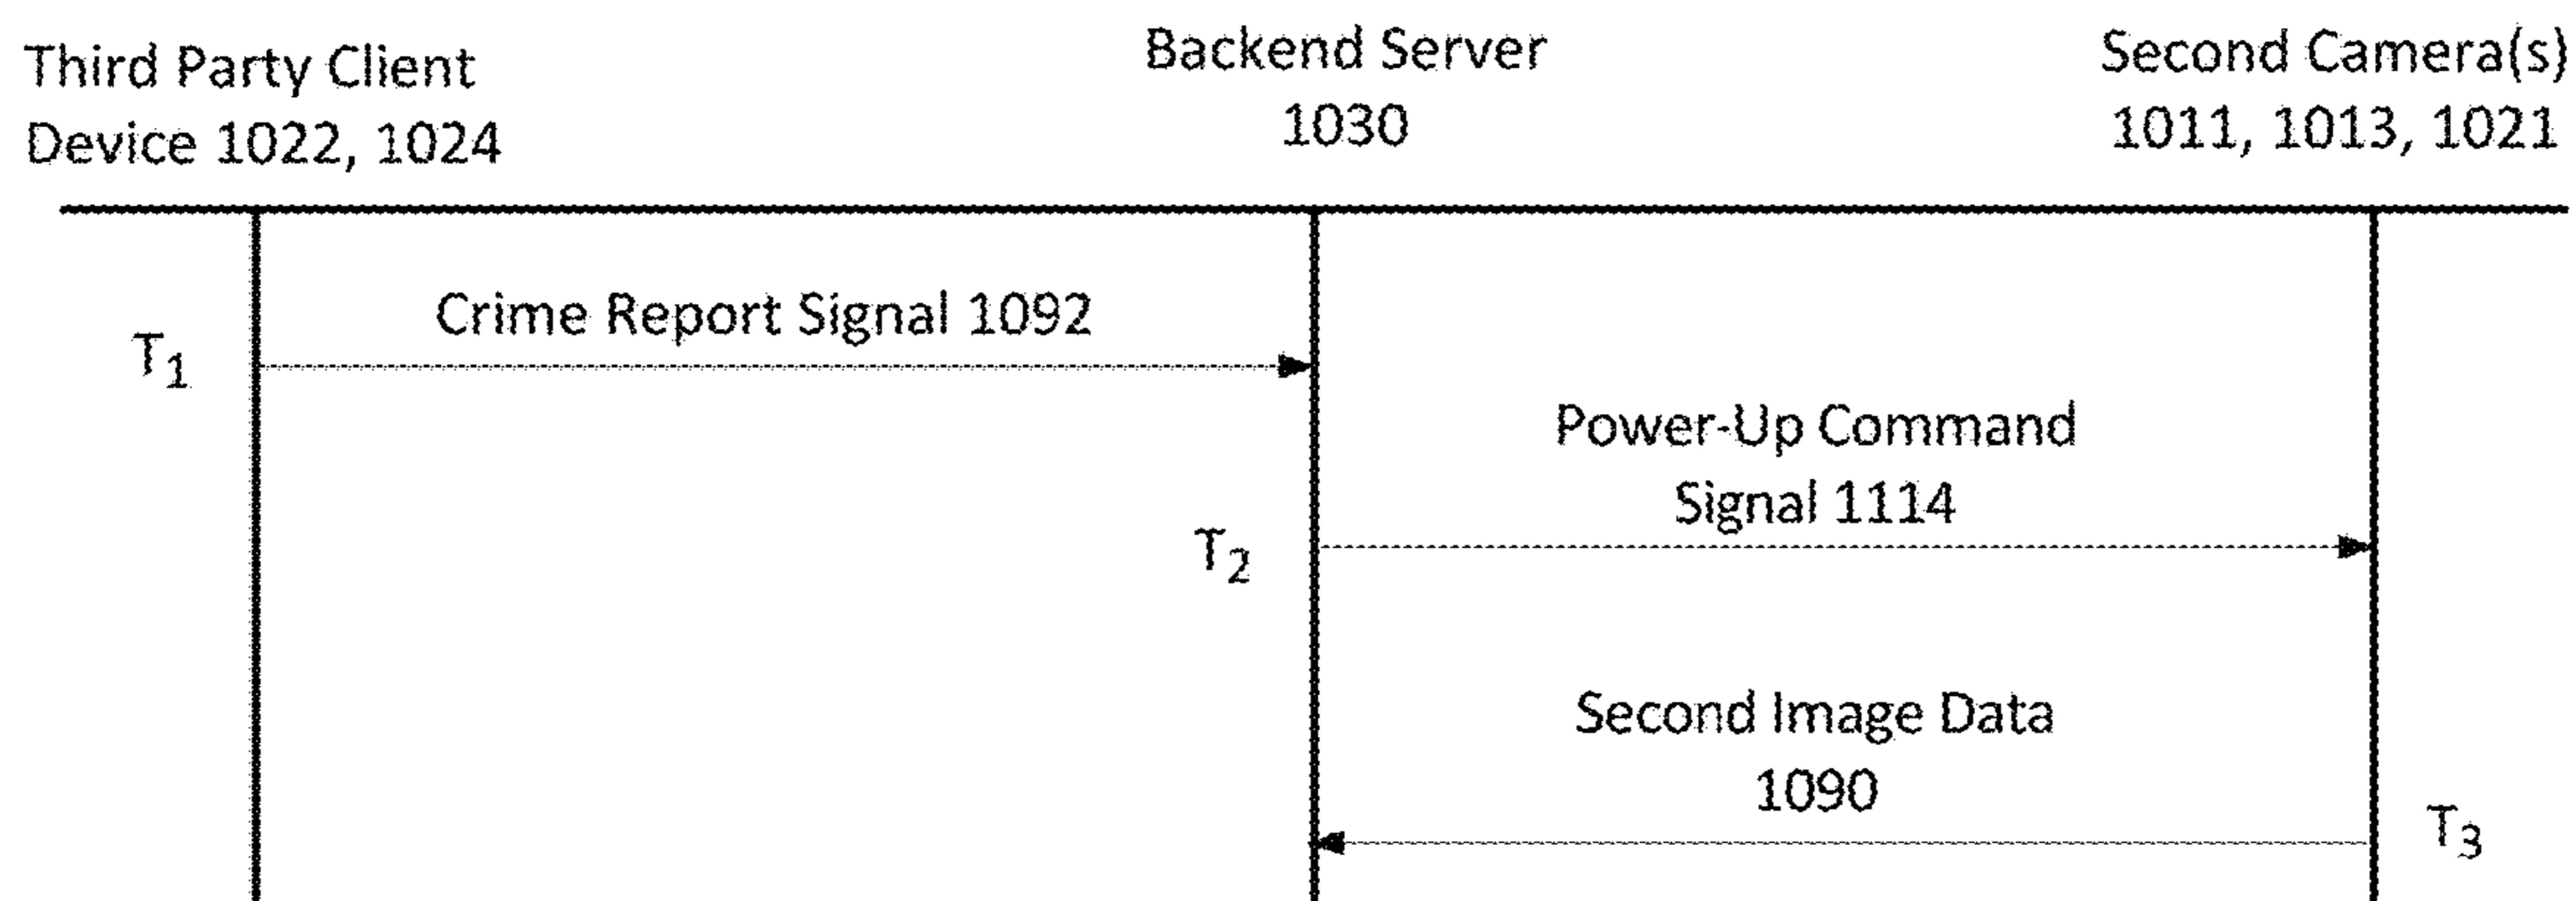 Third Party Client
Device 1022, 1024
Backend Server
1030
Second Camera(s)
1011, 1013, 1021
Crime Report Signal 1092
T1
Power-Up Command
Signal 1114
T2
Second Image Data
1090
T3